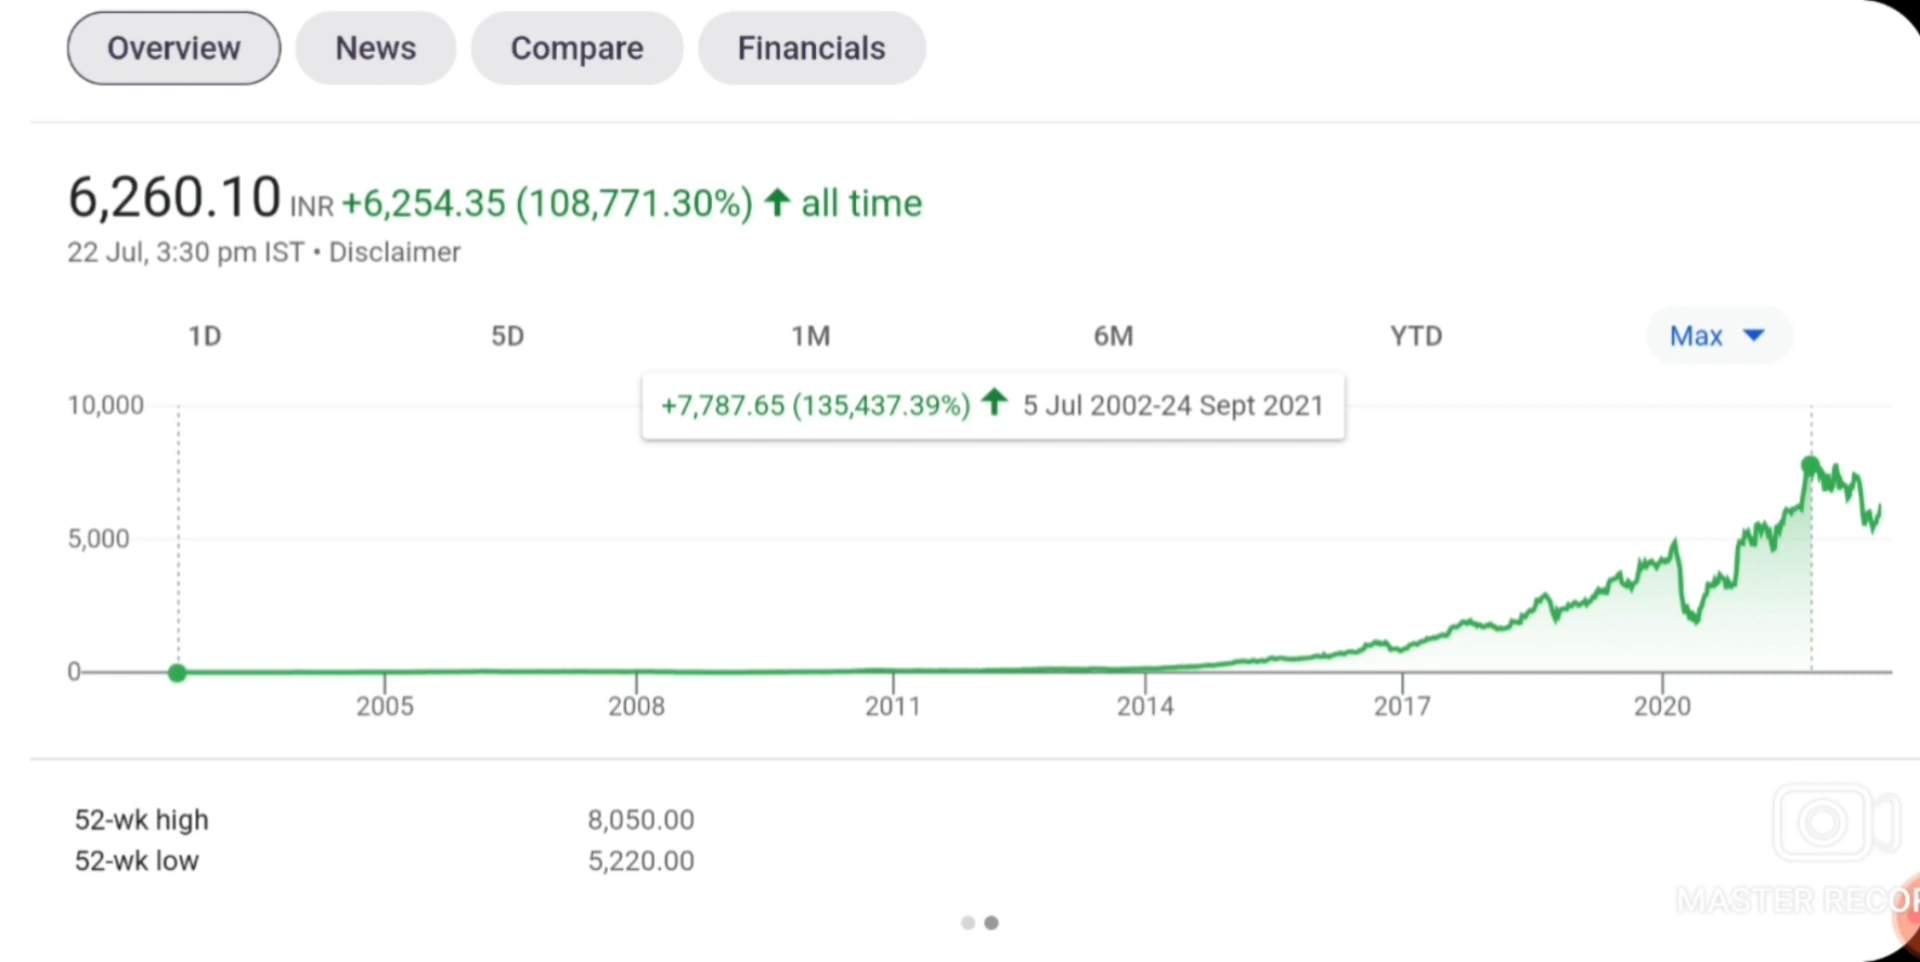 Overview News Compare Financials
6,260.10 INR +6,254.35 (108,771.30%) ↑ all time
22 Jul, 3:30 pm IST • Disclaimer
1D 5D 1M 6M YTD Max
+7,787.65 (135,437.39%) ↑ 5 Jul 2002-24 Sept 2021
10,000
5,000
0
2005 2008 2011 2014 2017 2020
52-wk high 8,050.00
52-wk low 5,220.00
MASTER